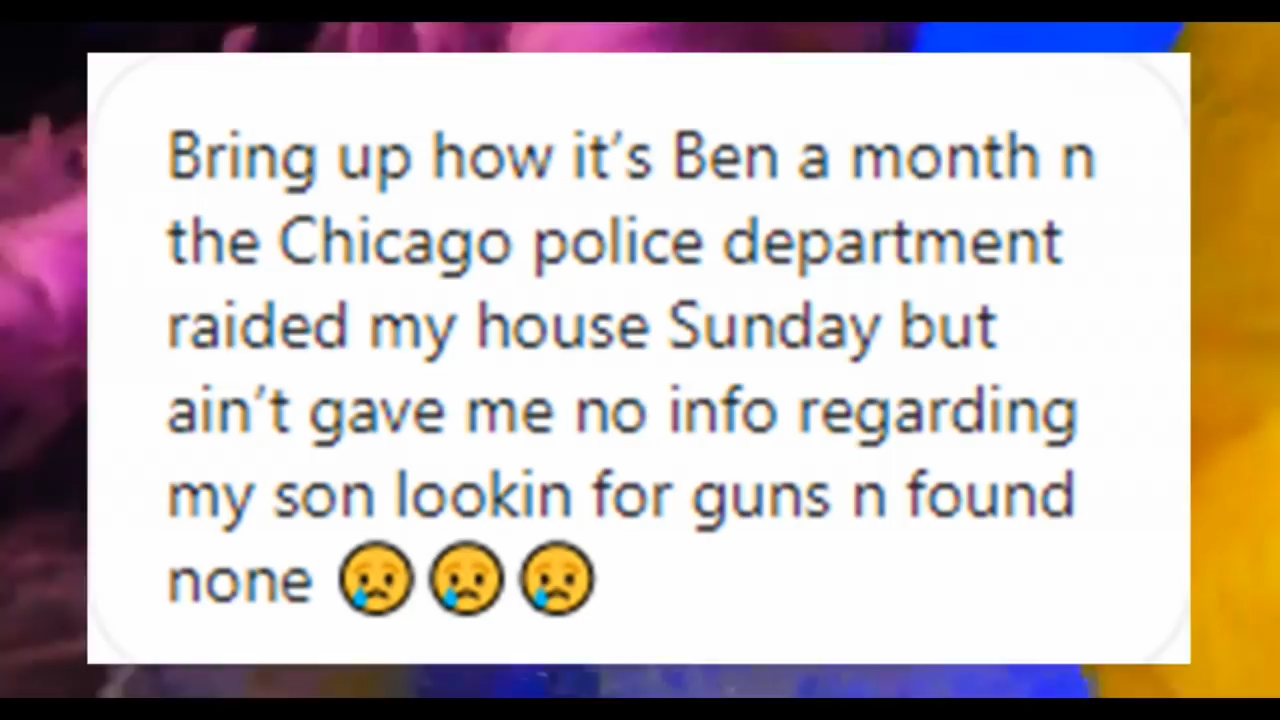 Bring up how it’s Ben a month n
the Chicago police department
raided my house Sunday but
ain’t gave me no info regarding
my son lookin for guns n found
none 😢😢😢